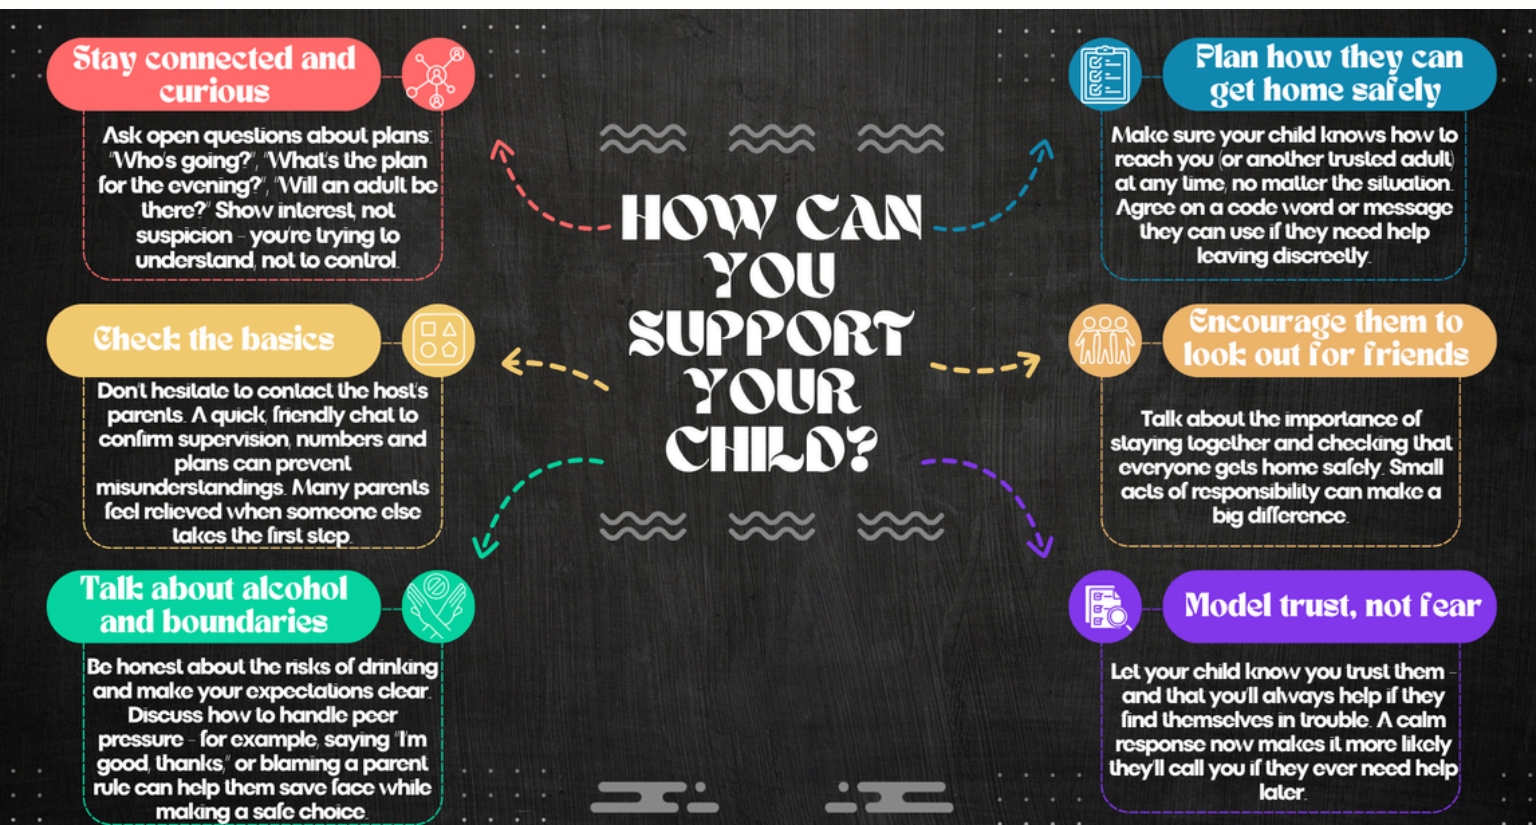 HOW CAN
YOU
SUPPORT
YOUR
CHILD?
Stay connected and
curious
Ask open questions about plans:
"Who's going?", "What's the plan
for the evening?", "Will an adult be
there?" Show interest, not
suspicion - you're trying to
understand, not to control.
Check the basics
Don't hesitate to contact the host's
parents. A quick, friendly chat to
confirm supervision, numbers and
plans can prevent
misunderstandings. Many parents
feel relieved when someone else
takes the first step.
Talk about alcohol
and boundaries
Be honest about the risks of drinking
and make your expectations clear.
Discuss how to handle peer
pressure - for example, saying "I'm
good, thanks," or blaming a parent
rule can help them save face while
making a safe choice.
Plan how they can
get home safely
Make sure your child knows how to
reach you (or another trusted adult)
at any time, no matter the situation.
Agree on a code word or message
they can use if they need help
leaving discreetly.
Encourage them to
look out for friends
Talk about the importance of
staying together and checking that
everyone gets home safely. Small
acts of responsibility can make a
big difference.
Model trust, not fear
Let your child know you trust them -
and that you'll always help if they
find themselves in trouble. A calm
response now makes it more likely
they'll call you if they ever need help
later.